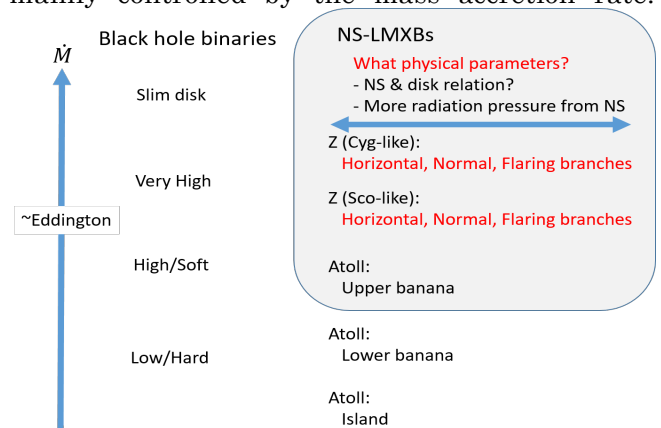 mainly controlled by the mass accretion rate.
Black hole binaries
NS-LMXBs
Ṁ
What physical parameters?
- NS & disk relation?
- More radiation pressure from NS
Slim disk
Z (Cyg-like):
Horizontal, Normal, Flaring branches
Very High
Z (Sco-like):
Horizontal, Normal, Flaring branches
~Eddington
High/Soft
Atoll:
Upper banana
Atoll:
Lower banana
Low/Hard
Atoll:
Island